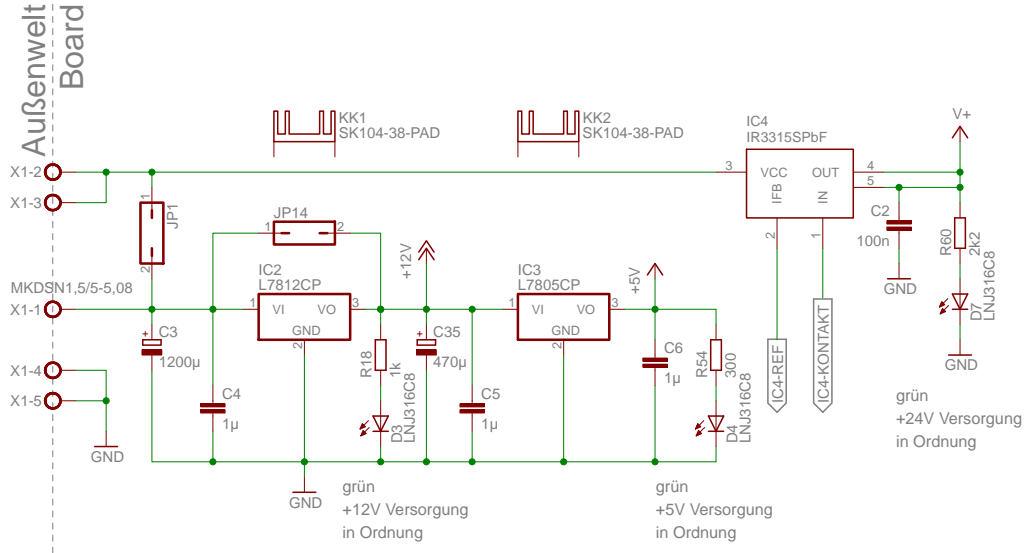 Außenwelt
Board
KK1
SK104-38-PAD
KK2
SK104-38-PAD
IC4
IR3315SPbF
V+
X1-2
X1-3
3
VCC
OUT
4
IFB
IN
5
2
1
1
JP1
2
JP14
1
2
C2
100n
R60
2k2
GND
D7
LNJ316C8
GND
+12V
+5V
MKDSN1,5/5-5,08
X1-1
IC2
L7812CP
1
VI
VO
3
GND
2
IC3
L7805CP
1
VI
VO
3
GND
2
+
C3
1200µ
R18
1k
+
C35
470µ
C6
1µ
R54
300
IC4-REF
IC4-KONTAKT
X1-4
X1-5
GND
C4
1µ
D3
LNJ316C8
C5
1µ
D4
LNJ316C8
grün
+24V Versorgung
in Ordnung
GND
grün
+12V Versorgung
in Ordnung
grün
+5V Versorgung
in Ordnung